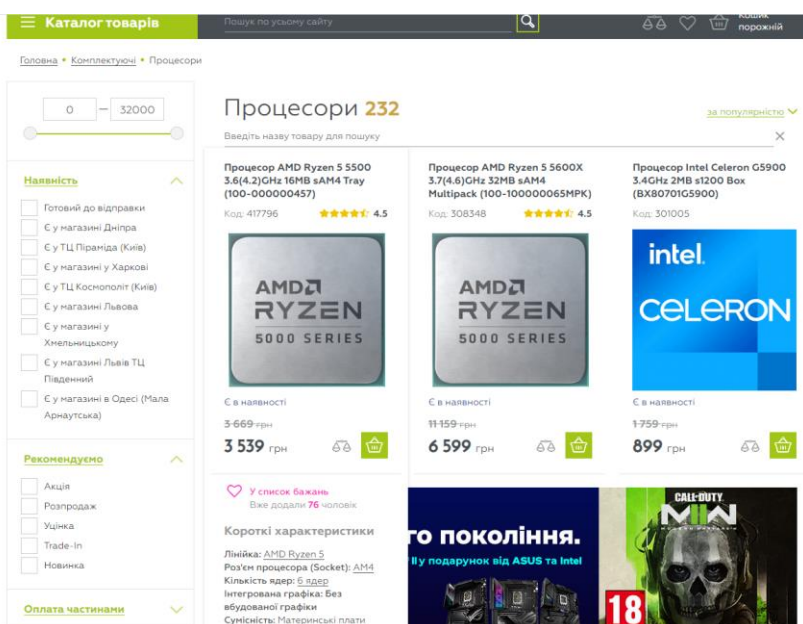 Каталог товарів
Пошук по усьому сайту
Кошик
порожній
Головна • Комплектуючі • Процесори
0 — 32000
Процесори 232
за популярністю
Введіть назву товару для пошуку
Наявність
Готовий до відправки
Є у магазині Дніпра
Є у ТЦ Піраміда (Київ)
Є у магазині у Харкові
Є у ТЦ Космополіт (Київ)
Є у магазині Львова
Є у магазині у
Хмельницькому
Є у магазині Львів ТЦ
Південний
Є у магазині в Одесі (Мала
Арнаутська)
Рекомендуємо
Акція
Розпродаж
Уцінка
Trade-In
Новинка
Оплата частинами
Процесор AMD Ryzen 5 5500
3.6(4.2)GHz 16MB sAM4 Tray
(100-000000457)
Код: 417796 4.5
AMD
RYZEN
5000 SERIES
Є в наявності
3 669 грн
3 539 грн
У список бажань
Вже додали 76 чоловік
Короткі характеристики
Лінійка: AMD Ryzen 5
Роз'єм процесора (Socket): AM4
Кількість ядер: 6 ядер
Інтегрована графіка: Без
вбудованої графіки
Сумісність: Материнські плати
Процесор AMD Ryzen 5 5600X
3.7(4.6)GHz 32MB sAM4
Multipack (100-100000065MPK)
Код: 308348 4.5
AMD
RYZEN
5000 SERIES
Є в наявності
11 159 грн
6 599 грн
Процесор Intel Celeron G5900
3.4GHz 2MB s1200 Box
(BX80701G5900)
Код: 301005
intel
CELERON
Є в наявності
1 759 грн
899 грн
го покоління.
II у подарунок від ASUS та Intel
CALL·DUTY
MW
18